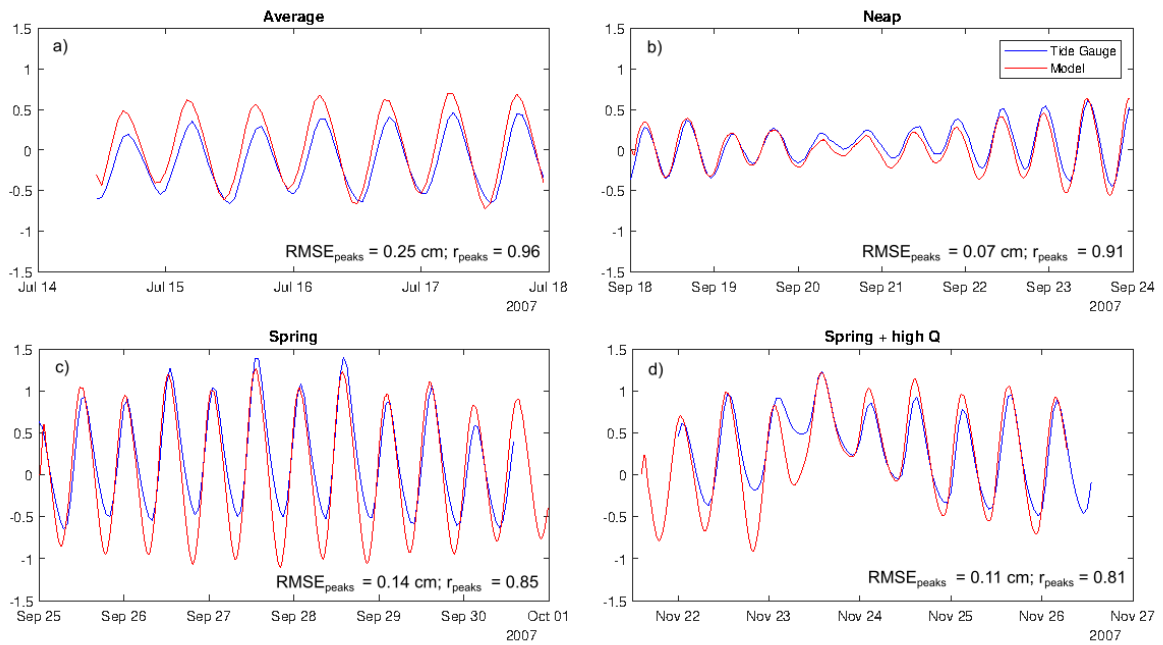 Average
a)
1.5
1
0.5
0
-0.5
-1
-1.5
RMSEpeaks = 0.25 cm; rpeaks = 0.96
Jul 14 Jul 15 Jul 16 Jul 17 Jul 18
2007
Neap
b)
Tide Gauge
Model
1.5
1
0.5
0
-0.5
-1
-1.5
RMSEpeaks = 0.07 cm; rpeaks = 0.91
Sep 18 Sep 19 Sep 20 Sep 21 Sep 22 Sep 23 Sep 24
2007
Spring
c)
1.5
1
0.5
0
-0.5
-1
-1.5
RMSEpeaks = 0.14 cm; rpeaks = 0.85
Sep 25 Sep 26 Sep 27 Sep 28 Sep 29 Sep 30 Oct 01
2007
Spring + high Q
d)
1.5
1
0.5
0
-0.5
-1
-1.5
RMSEpeaks = 0.11 cm; rpeaks = 0.81
Nov 22 Nov 23 Nov 24 Nov 25 Nov 26 Nov 27
2007